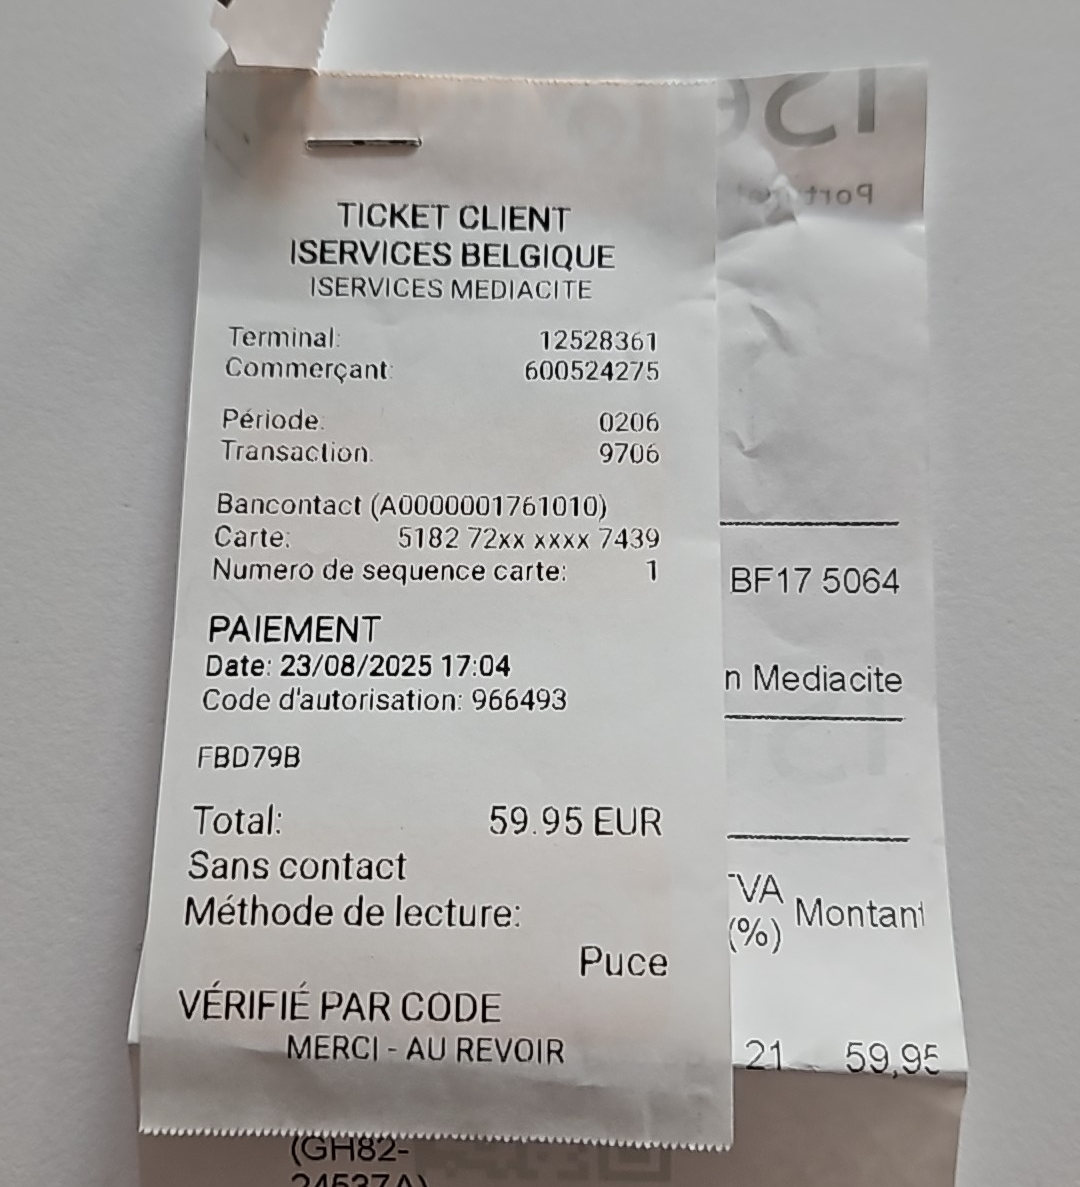 TICKET CLIENT
ISERVICES BELGIQUE
ISERVICES MEDIACITE
Terminal: 12528361
Commerçant: 600524275
Période: 0206
Transaction: 9706
Bancontact (A0000001761010)
Carte: 5182 72xx xxxx 7439
Numero de sequence carte: 1
PAIEMENT
Date: 23/08/2025 17:04
Code d'autorisation: 966493
FBD79B
Total: 59.95 EUR
Sans contact
Méthode de lecture:
Puce
VÉRIFIÉ PAR CODE
MERCI - AU REVOIR
BF17 5064
n Mediacite
TVA
(%) Montant
21 59,95
(GH82-
24537A)